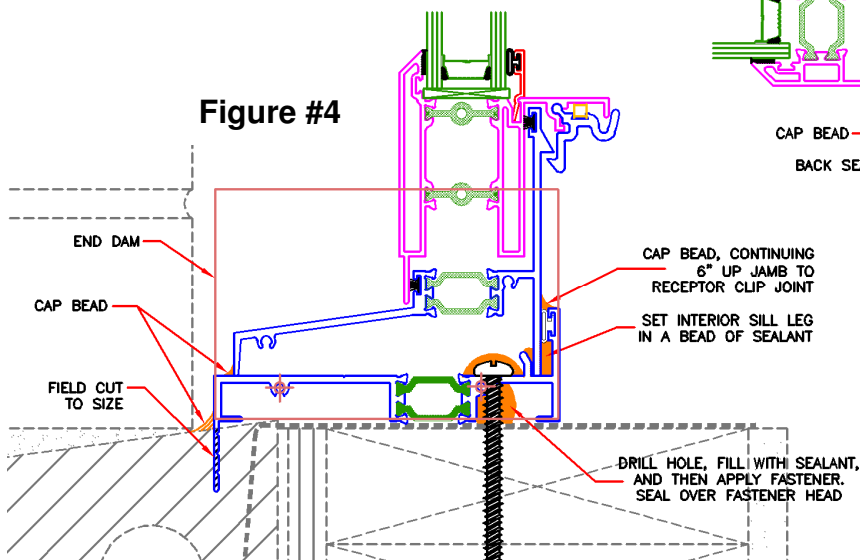 Figure #4
END DAM
CAP BEAD
FIELD CUT
TO SIZE
CAP BEAD
BACK SE
CAP BEAD, CONTINUING
6" UP JAMB TO
RECEPTOR CLIP JOINT
SET INTERIOR SILL LEG
IN A BEAD OF SEALANT
DRILL HOLE, FILL WITH SEALANT,
AND THEN APPLY FASTENER.
SEAL OVER FASTENER HEAD